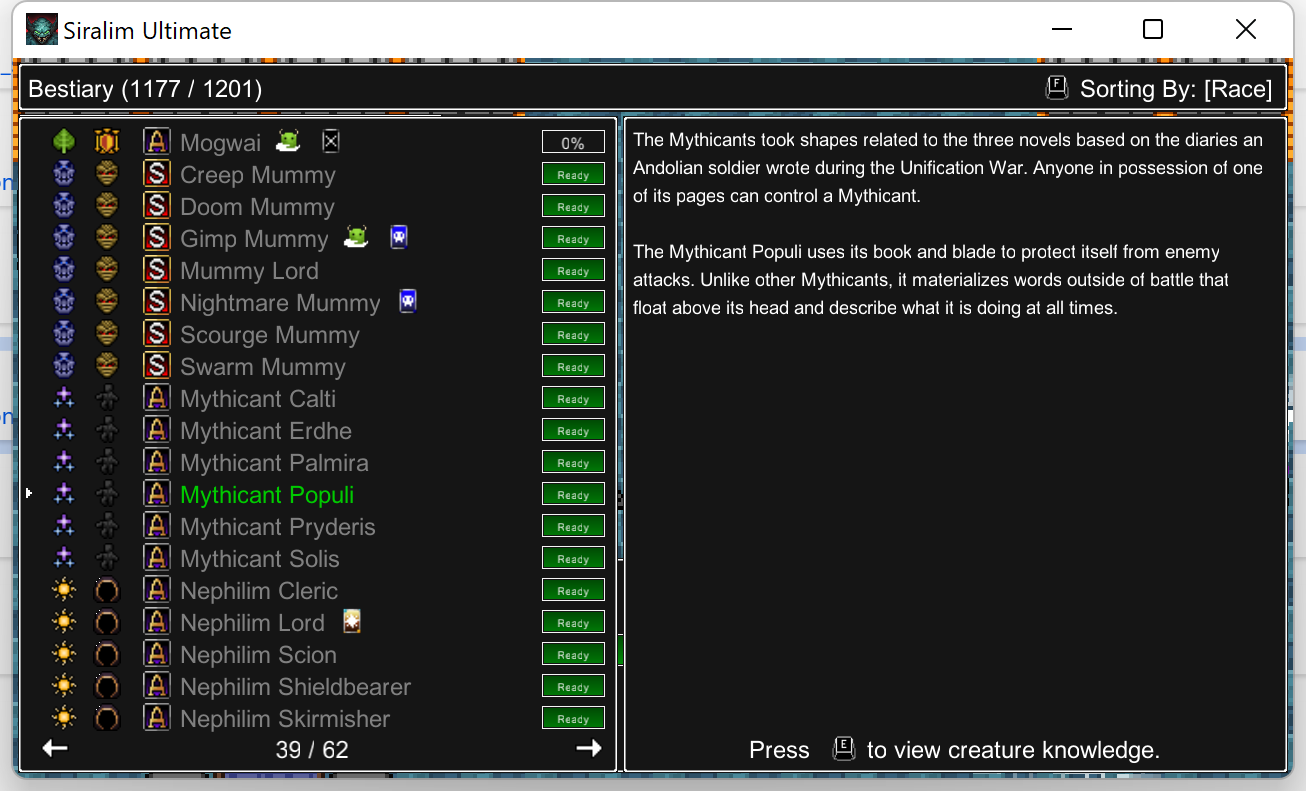 Siralim Ultimate
Bestiary (1177 / 1201)
F Sorting By: [Race]
A Mogwai 0%
S Creep Mummy Ready
S Doom Mummy Ready
S Gimp Mummy Ready
S Mummy Lord Ready
S Nightmare Mummy Ready
S Scourge Mummy Ready
S Swarm Mummy Ready
A Mythicant Calti Ready
A Mythicant Erdhe Ready
A Mythicant Palmira Ready
A Mythicant Populi Ready
A Mythicant Pryderis Ready
A Mythicant Solis Ready
A Nephilim Cleric Ready
A Nephilim Lord Ready
A Nephilim Scion Ready
A Nephilim Shieldbearer Ready
A Nephilim Skirmisher Ready
39 / 62
The Mythicants took shapes related to the three novels based on the diaries an
Andolian soldier wrote during the Unification War. Anyone in possession of one
of its pages can control a Mythicant.
The Mythicant Populi uses its book and blade to protect itself from enemy
attacks. Unlike other Mythicants, it materializes words outside of battle that
float above its head and describe what it is doing at all times.
Press E to view creature knowledge.